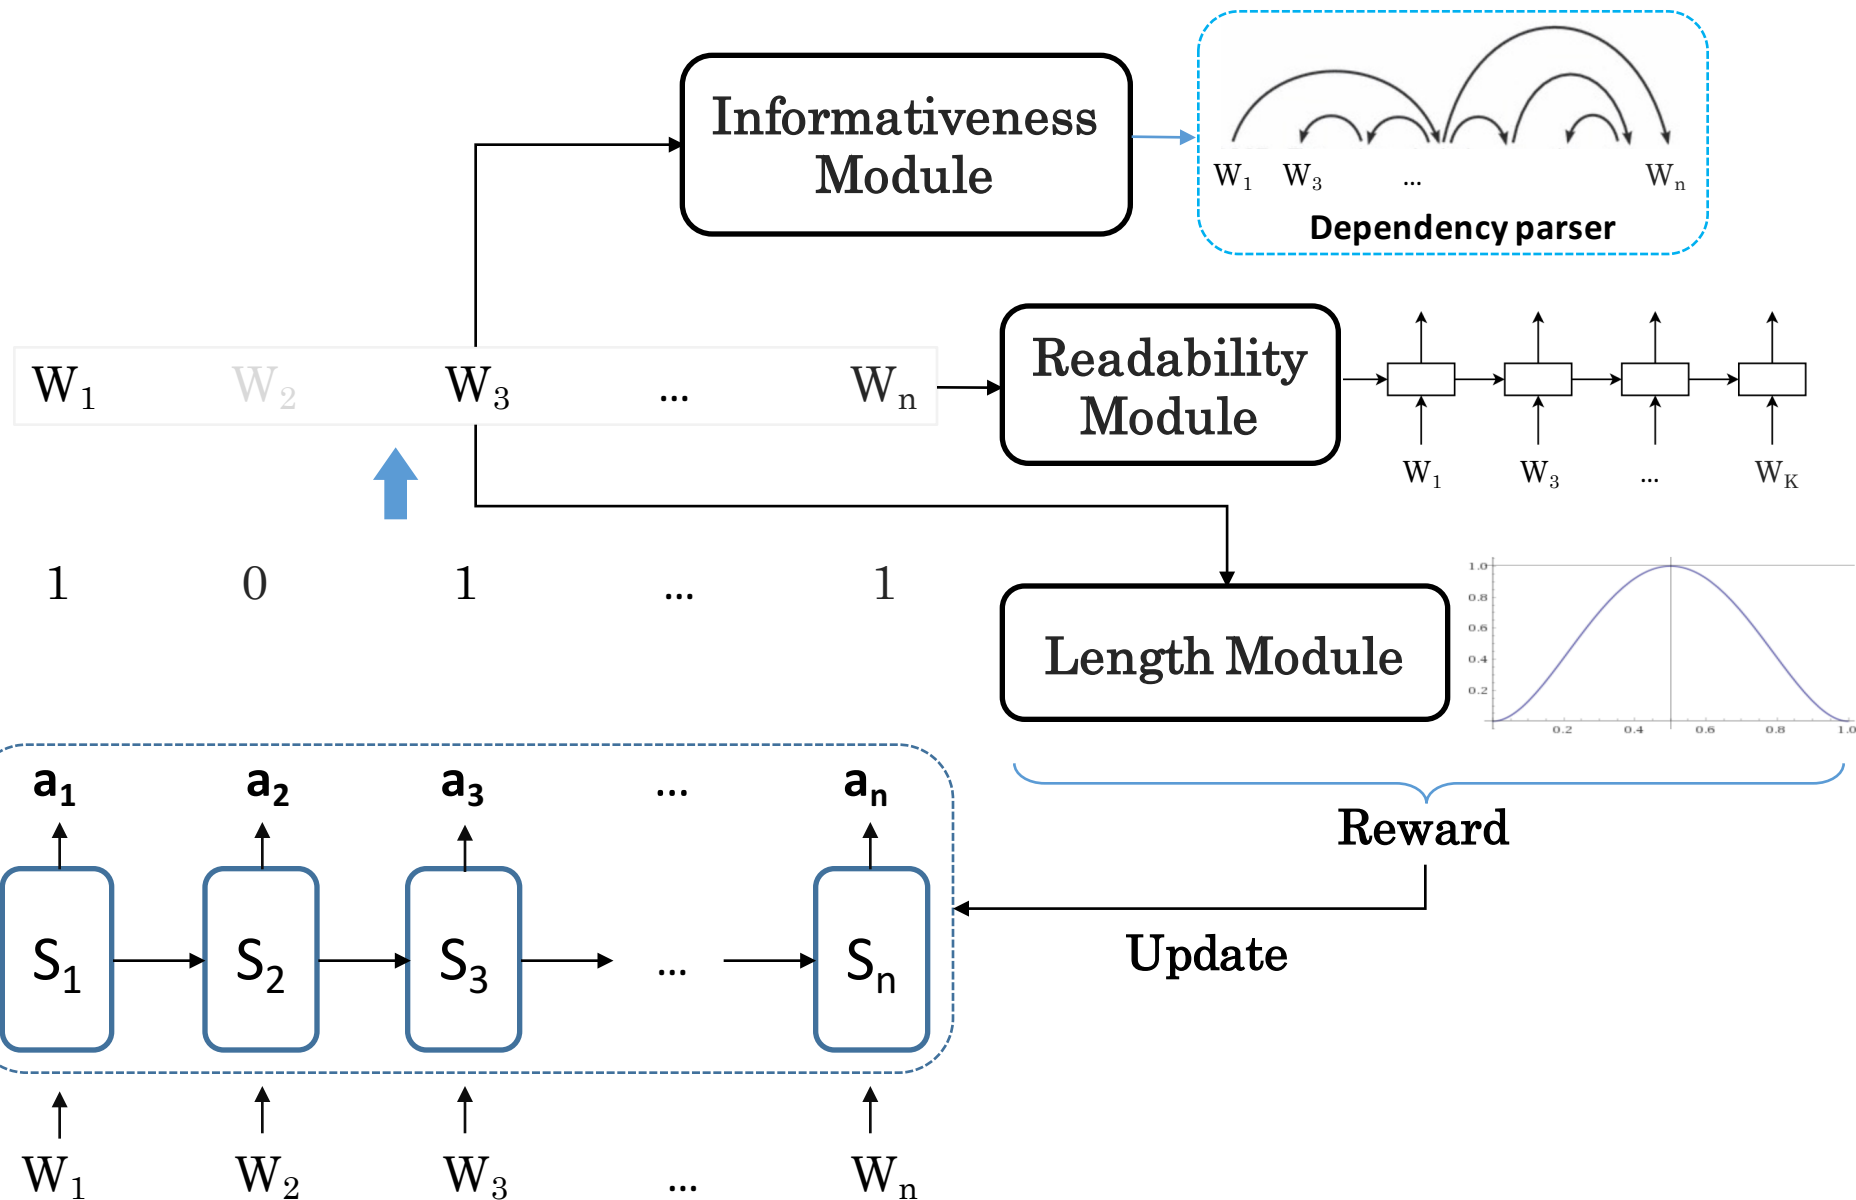 Informativeness
Module
W1 W3 ... Wn
Dependency parser
W1 W2 W3 ... Wn
Readability
Module
W1 W3 ... WK
1 0 1 ... 1
Length Module
1.0
0.8
0.6
0.4
0.2
0.2 0.4 0.6 0.8 1.0
a1 a2 a3 ... an
Reward
S1 S2 S3 ... Sn
Update
W1 W2 W3 ... Wn